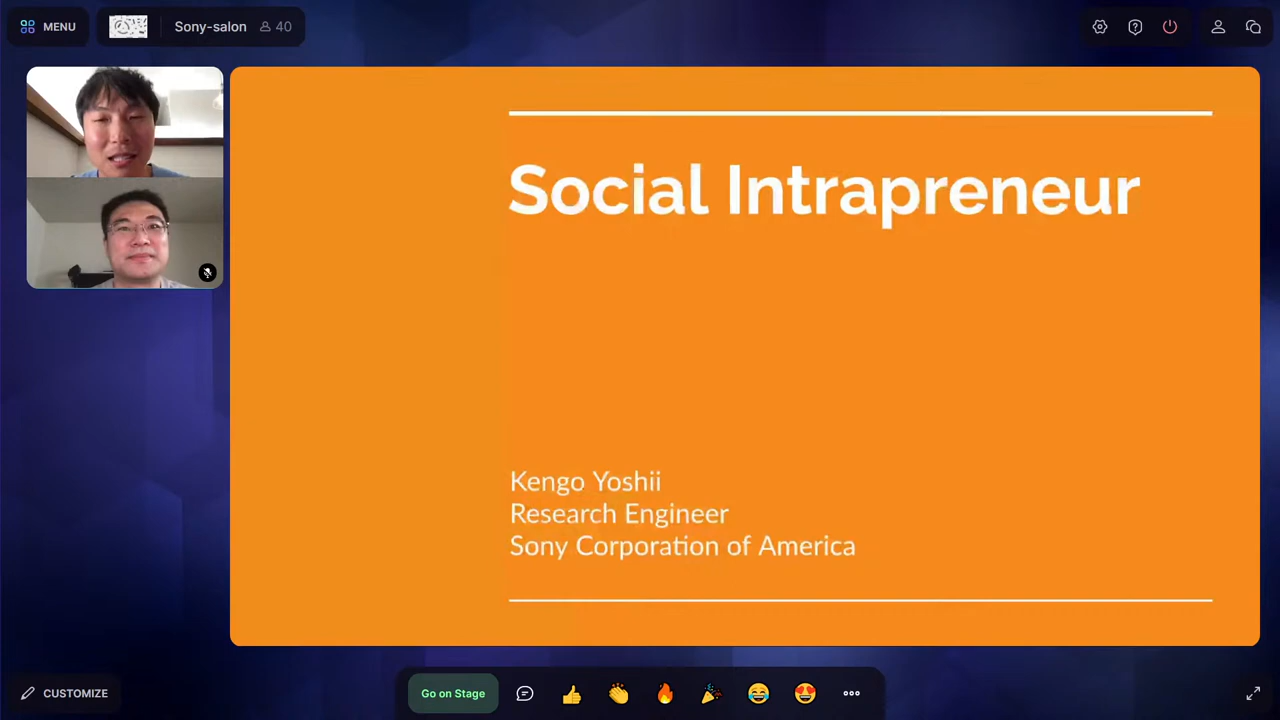 MENU
Sony-salon
40
Social Intrapreneur
Kengo Yoshii
Research Engineer
Sony Corporation of America
CUSTOMIZE
Go on Stage